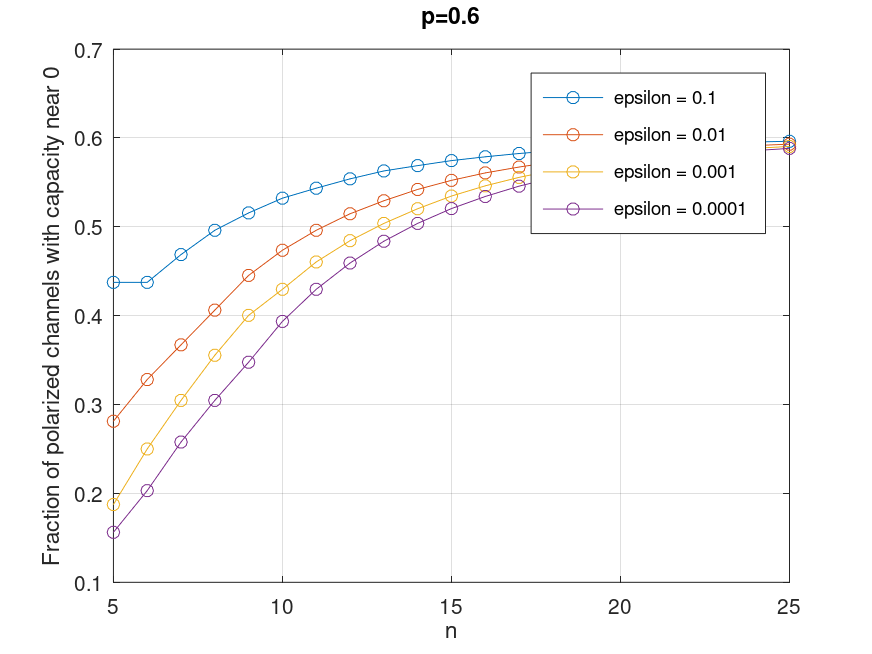 p=0.6
Fraction of polarized channels with capacity near 0
0.7
0.6
0.5
0.4
0.3
0.2
0.1
epsilon = 0.1
epsilon = 0.01
epsilon = 0.001
epsilon = 0.0001
5
10
15
20
25
n